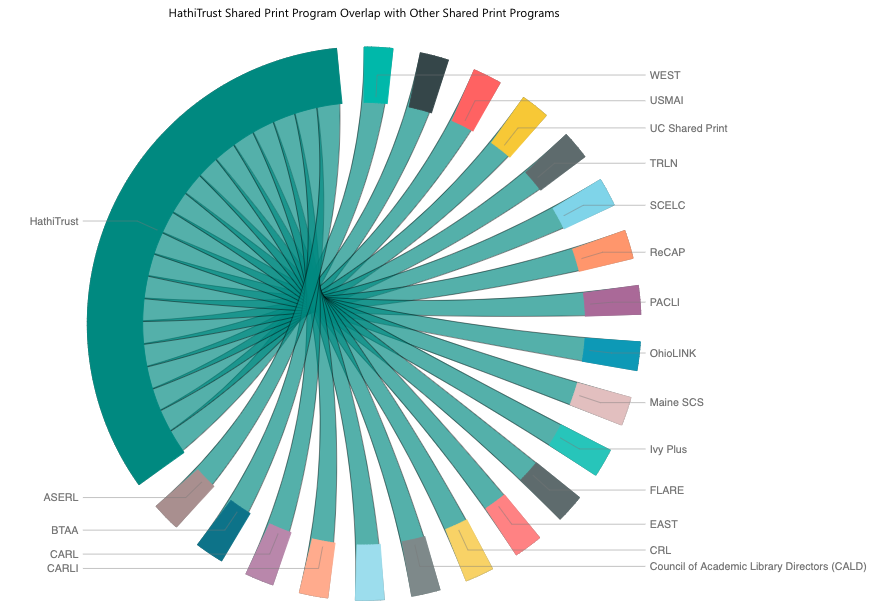 HathiTrust Shared Print Program Overlap with Other Shared Print Programs
WEST
USMAI
UC Shared Print
TRLN
SCELC
HathiTrust
ReCAP
PACLI
OhioLINK
Maine SCS
Ivy Plus
FLARE
ASERL
EAST
BTAA
CRL
CARL
Council of Academic Library Directors (CALD)
CARLI